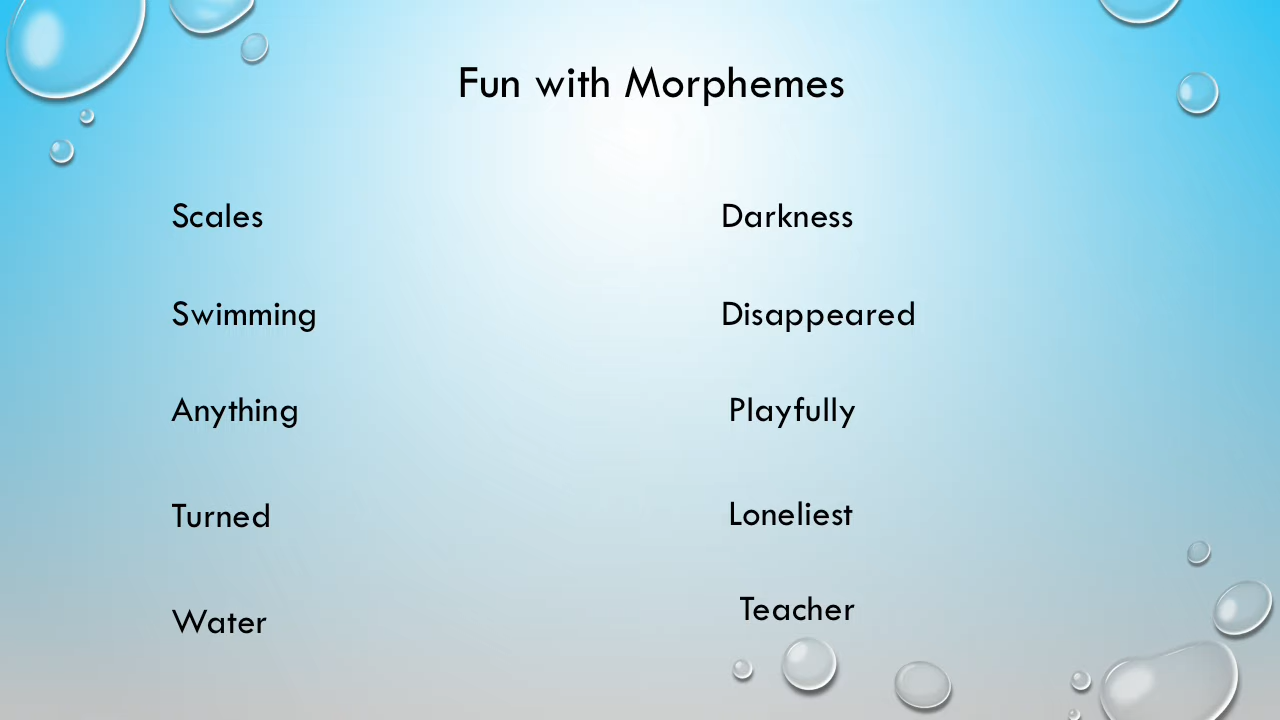 Fun with Morphemes
Scales
Swimming
Anything
Turned
Water
Darkness
Disappeared
Playfully
Loneliest
Teacher